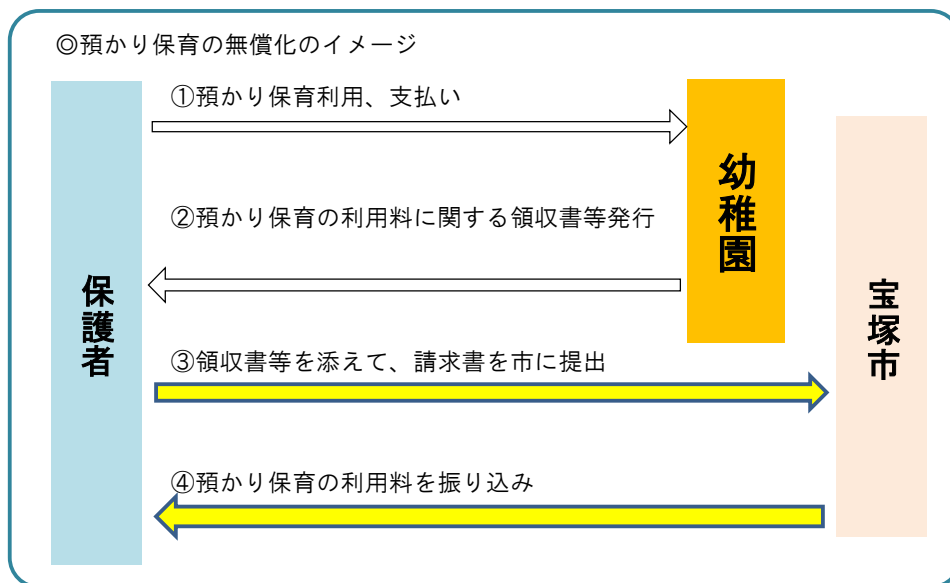 ◎預かり保育の無償化のイメージ
①預かり保育利用、支払い
幼稚園
②預かり保育の利用料に関する領収書等発行
保護者
宝塚市
③領収書等を添えて、請求書を市に提出
④預かり保育の利用料を振り込み